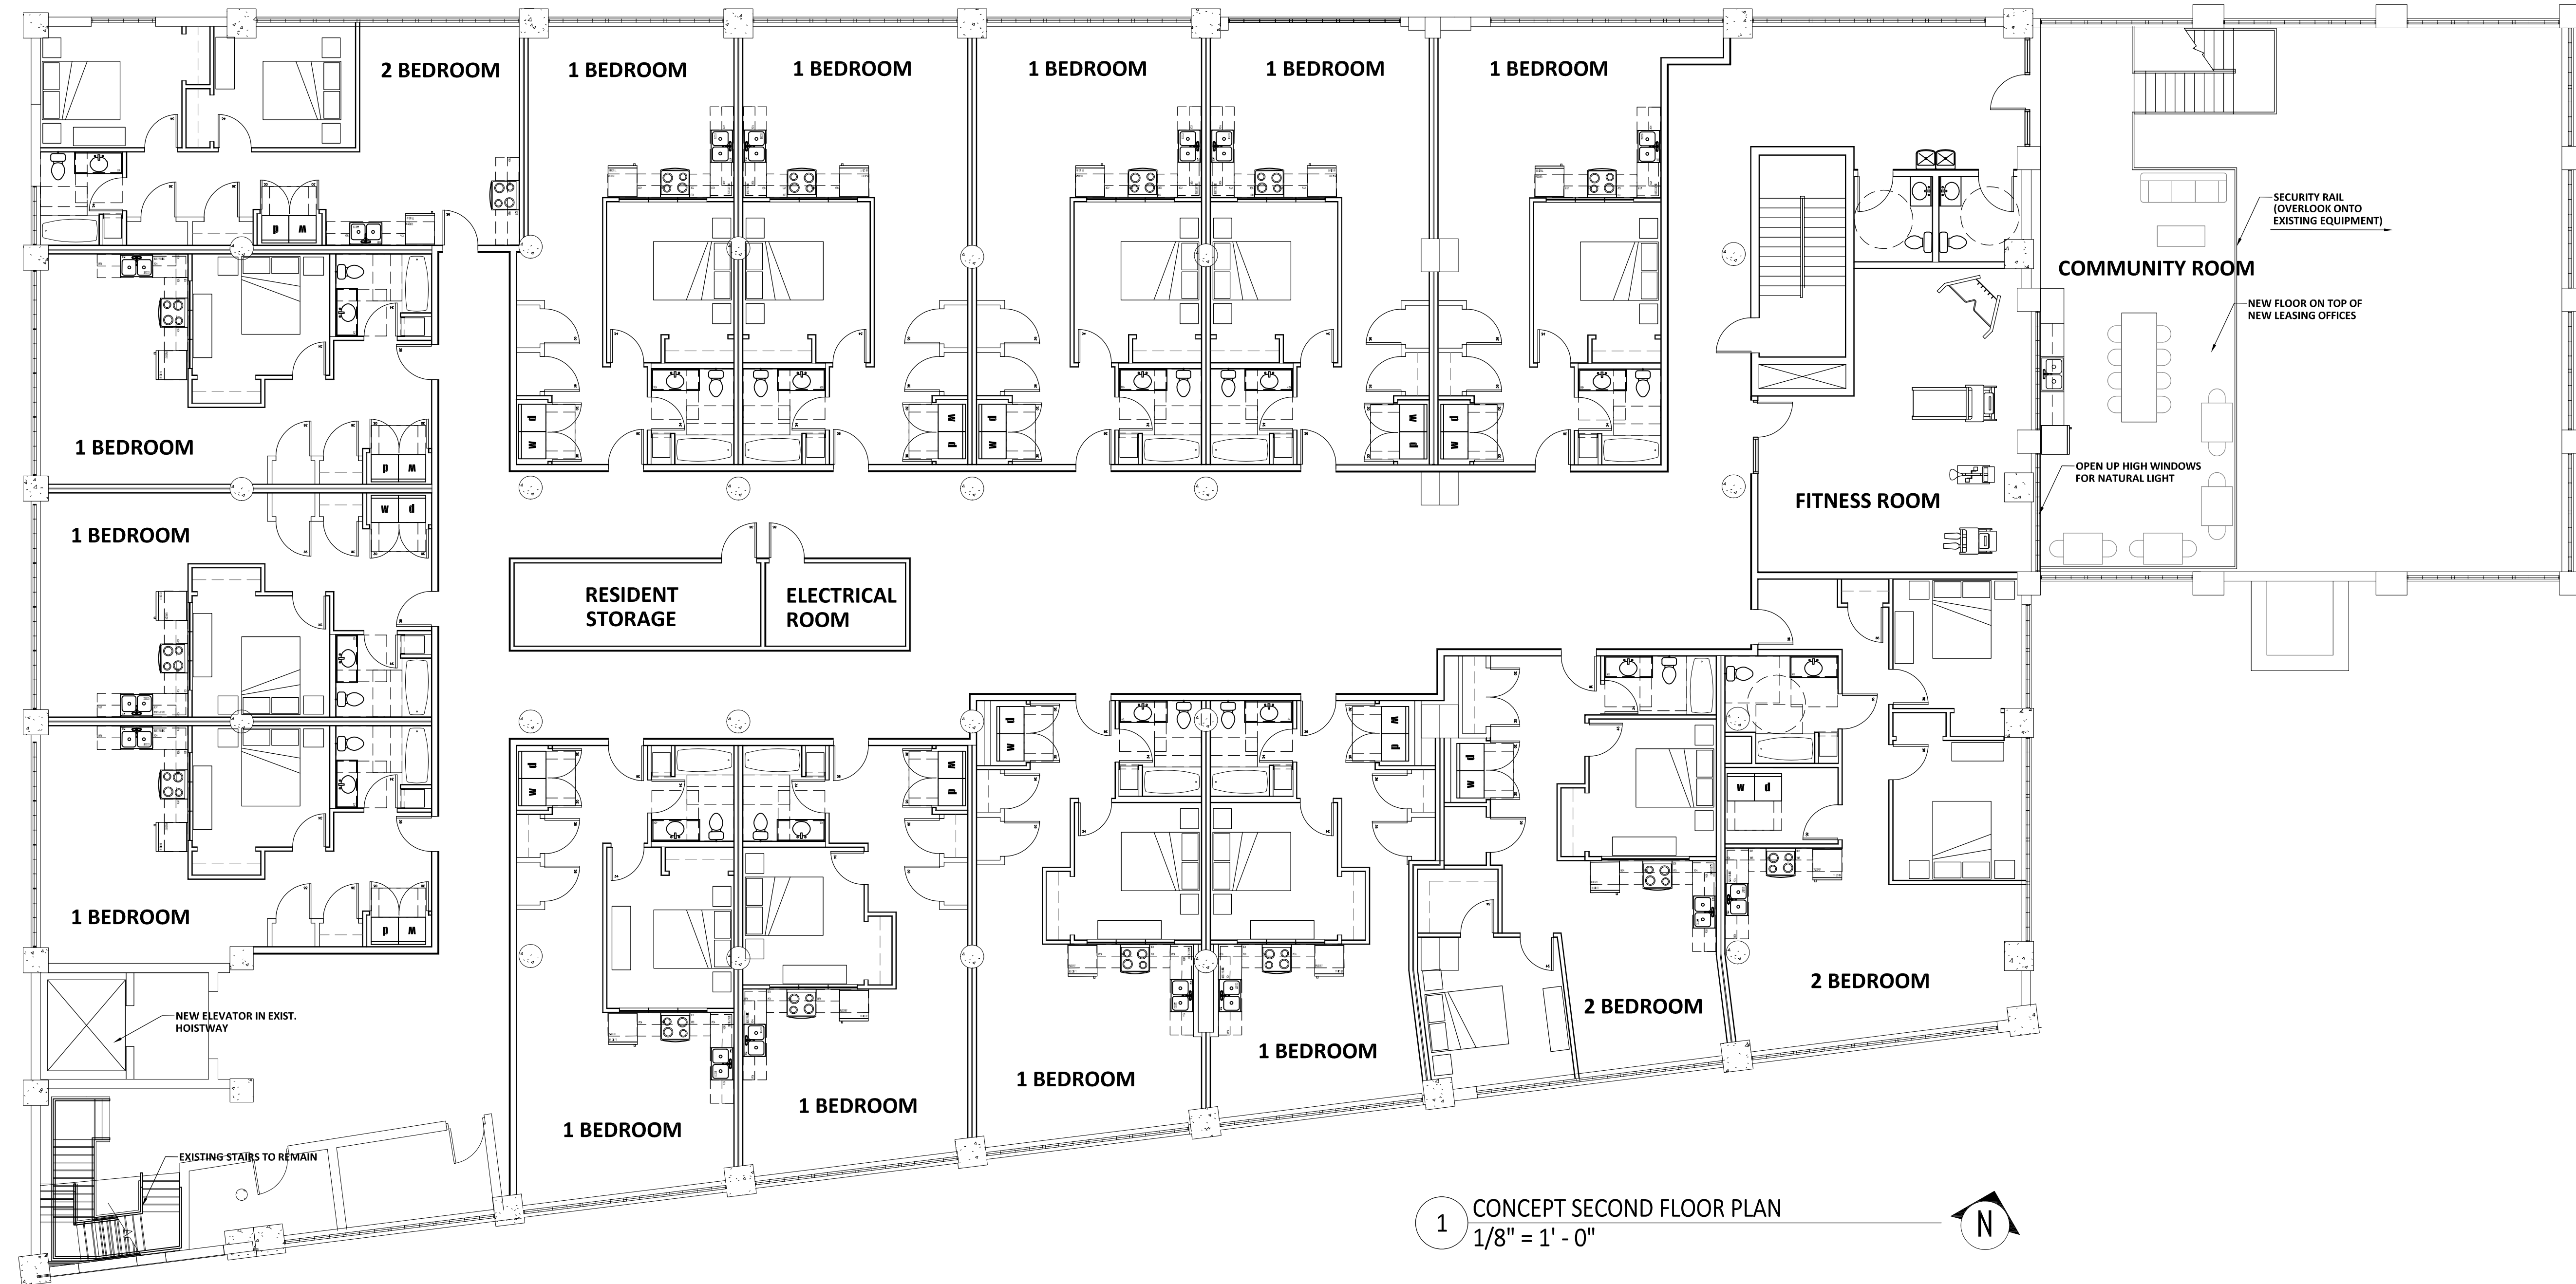 2 BEDROOM
1 BEDROOM
1 BEDROOM
1 BEDROOM
1 BEDROOM
1 BEDROOM
d w
SECURITY RAIL
(OVERLOOK ONTO
EXISTING EQUIPMENT)
COMMUNITY ROOM
NEW FLOOR ON TOP OF
NEW LEASING OFFICES
w d
w d
w d
w d
w d
1 BEDROOM
d w
OPEN UP HIGH WINDOWS
FOR NATURAL LIGHT
FITNESS ROOM
1 BEDROOM
w d
RESIDENT
STORAGE
ELECTRICAL
ROOM
w d
w d
w d
w d
w d
w d
1 BEDROOM
d w
2 BEDROOM
2 BEDROOM
NEW ELEVATOR IN EXIST.
HOISTWAY
1 BEDROOM
1 BEDROOM
1 BEDROOM
1 BEDROOM
EXISTING STAIRS TO REMAIN
1
CONCEPT SECOND FLOOR PLAN
1/8" = 1' - 0"
N